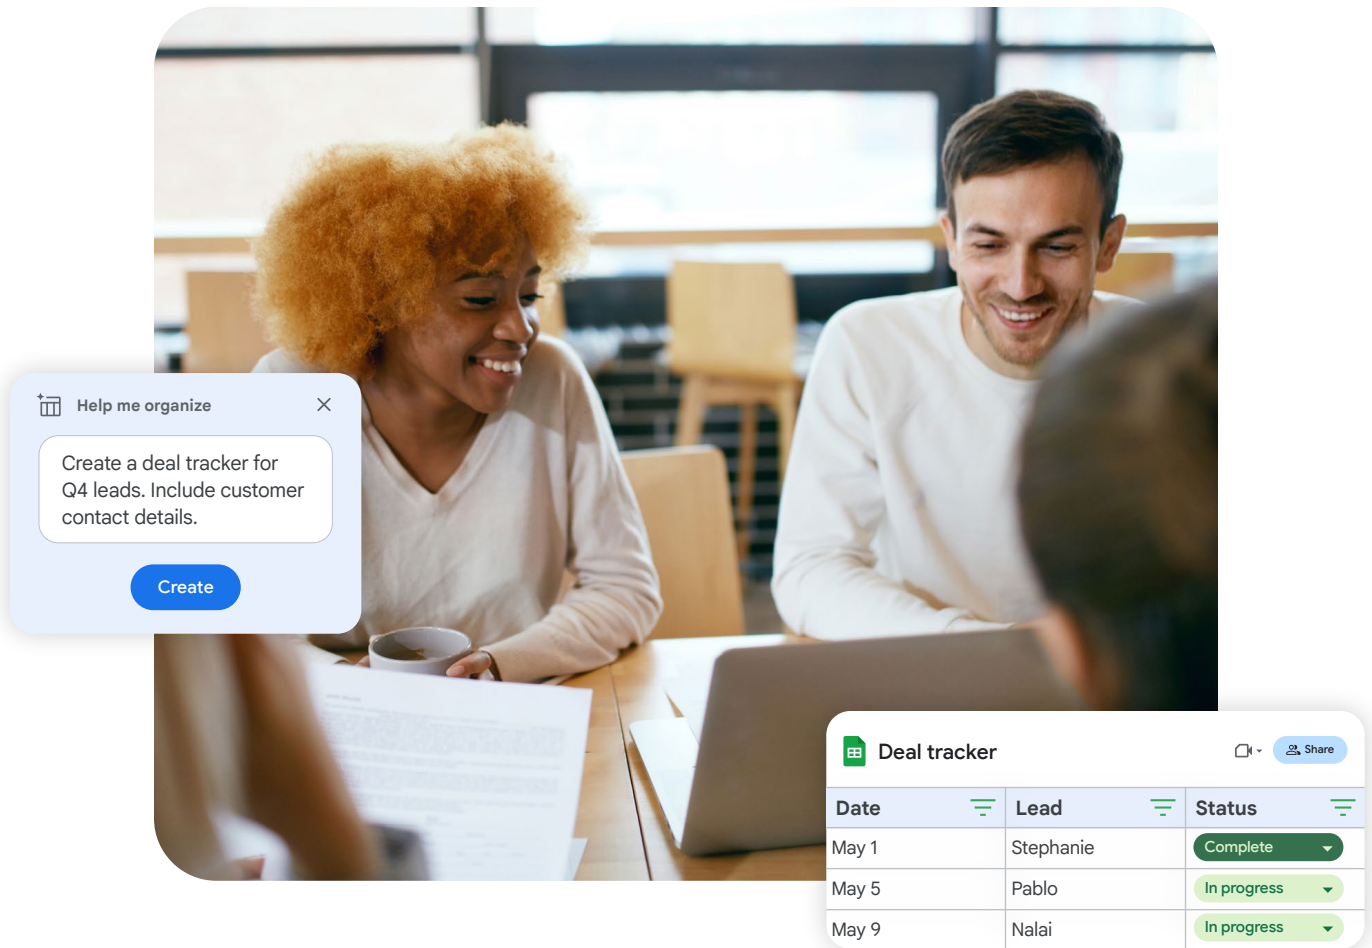 Help me organize
Create a deal tracker for
Q4 leads. Include customer
contact details.
Create
Deal tracker
Share
Date Lead Status
May 1 Stephanie Complete
May 5 Pablo In progress
May 9 Nalai In progress